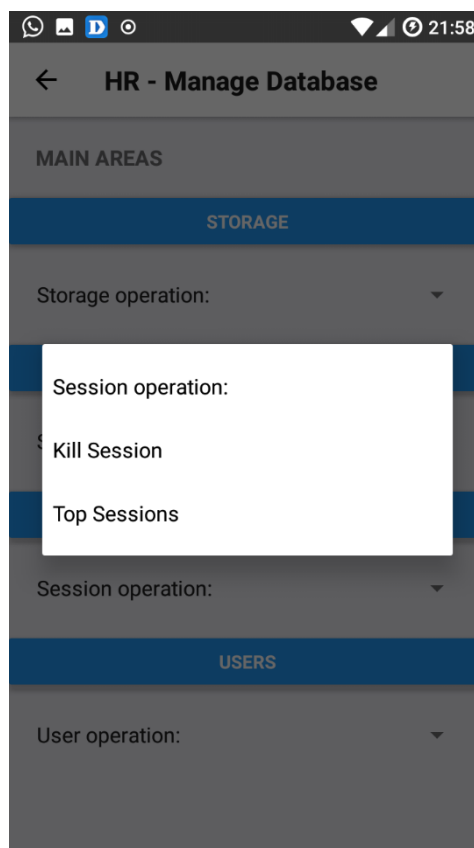 D
21:58
HR - Manage Database
MAIN AREAS
STORAGE
Storage operation:
Session operation:
Kill Session
Top Sessions
Session operation:
USERS
User operation: